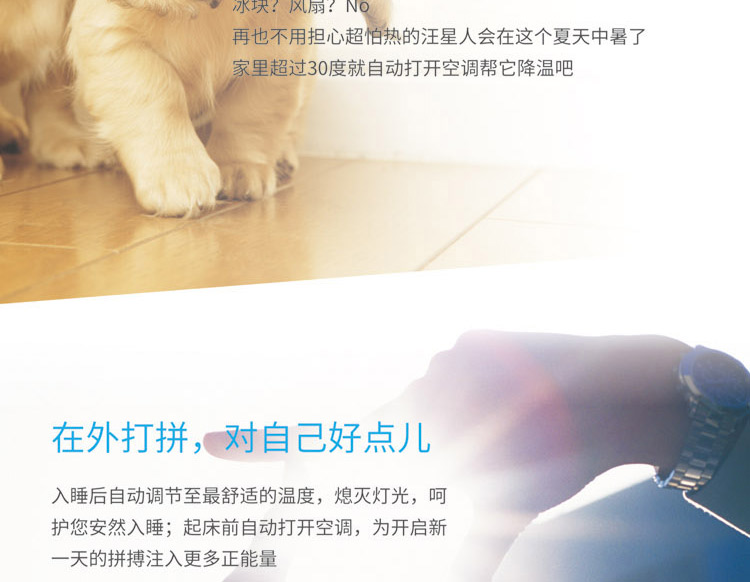 冰块？风扇？No
再也不用担心超怕热的汪星人会在这个夏天中暑了
家里超过30度就自动打开空调帮它降温吧
在外打拼，对自己好点儿
入睡后自动调节至最舒适的温度，熄灭灯光，呵
护您安然入睡；起床前自动打开空调，为开启新
一天的拼搏注入更多正能量